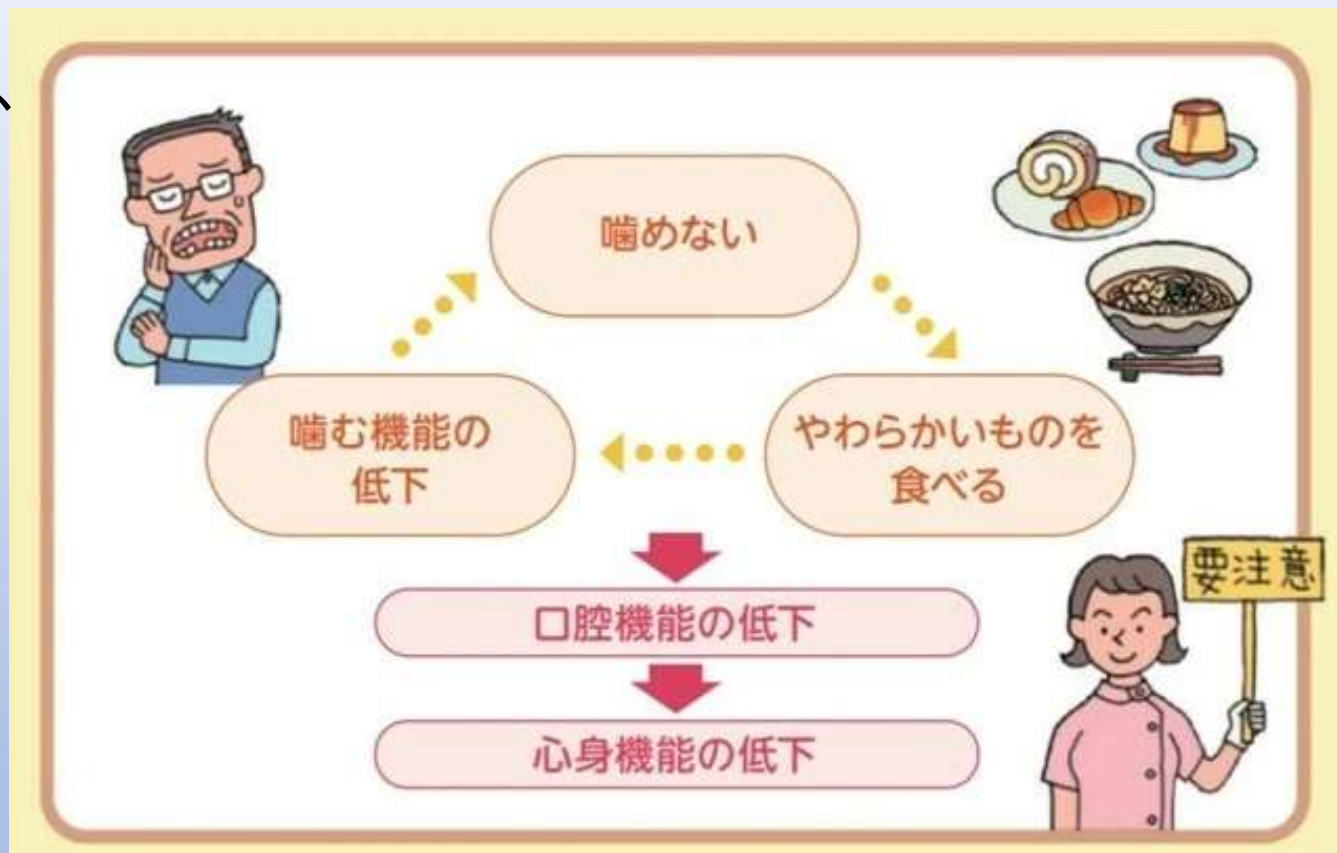 噛めない
噛む機能の
低下
やわらかいものを
食べる
口腔機能の低下
心身機能の低下
要注意